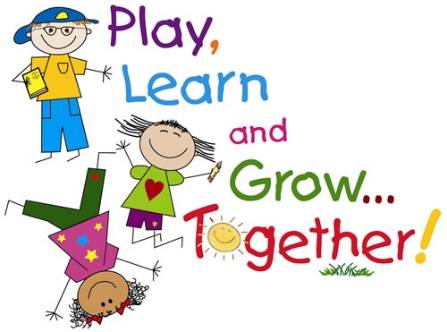 Play,
Learn
and
Grow...
Together!